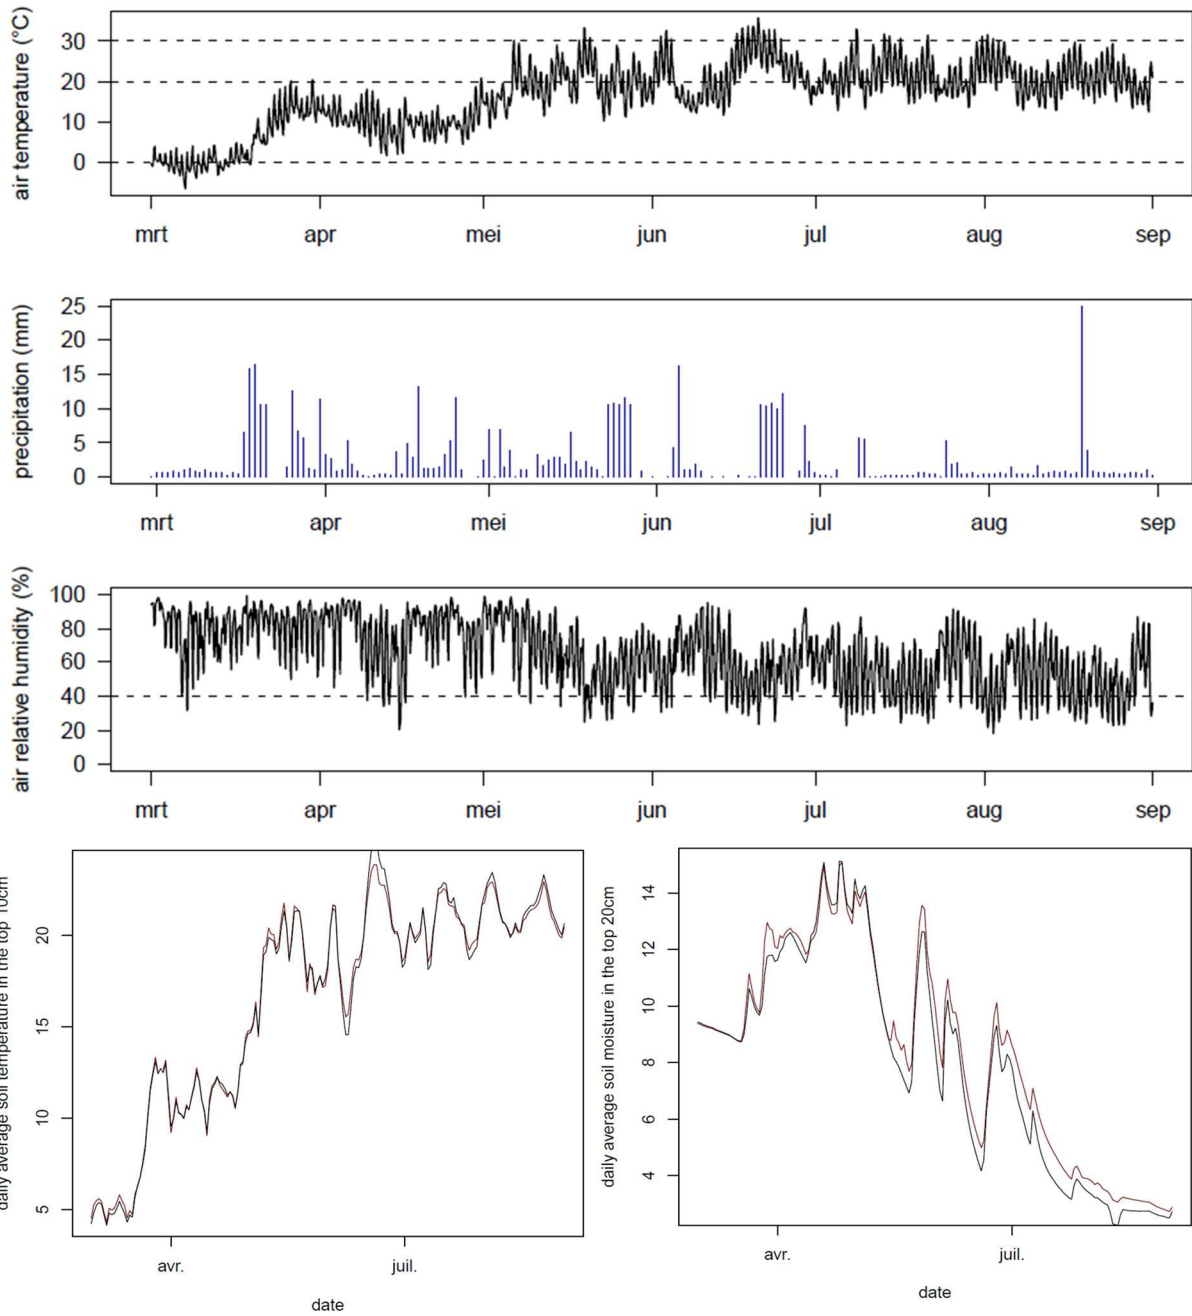 air temperature (°C)
30
20
10
0
mrt apr mei jun jul aug sep
precipitation (mm)
25
20
15
10
5
0
mrt apr mei jun jul aug sep
air relative humidity (%)
100
80
60
40
20
0
mrt apr mei jun jul aug sep
daily average soil temperature in the top 10cm
20
15
10
5
avr. juil.
date
daily average soil moisture in the top 20cm
14
12
10
8
6
4
avr. juil.
date